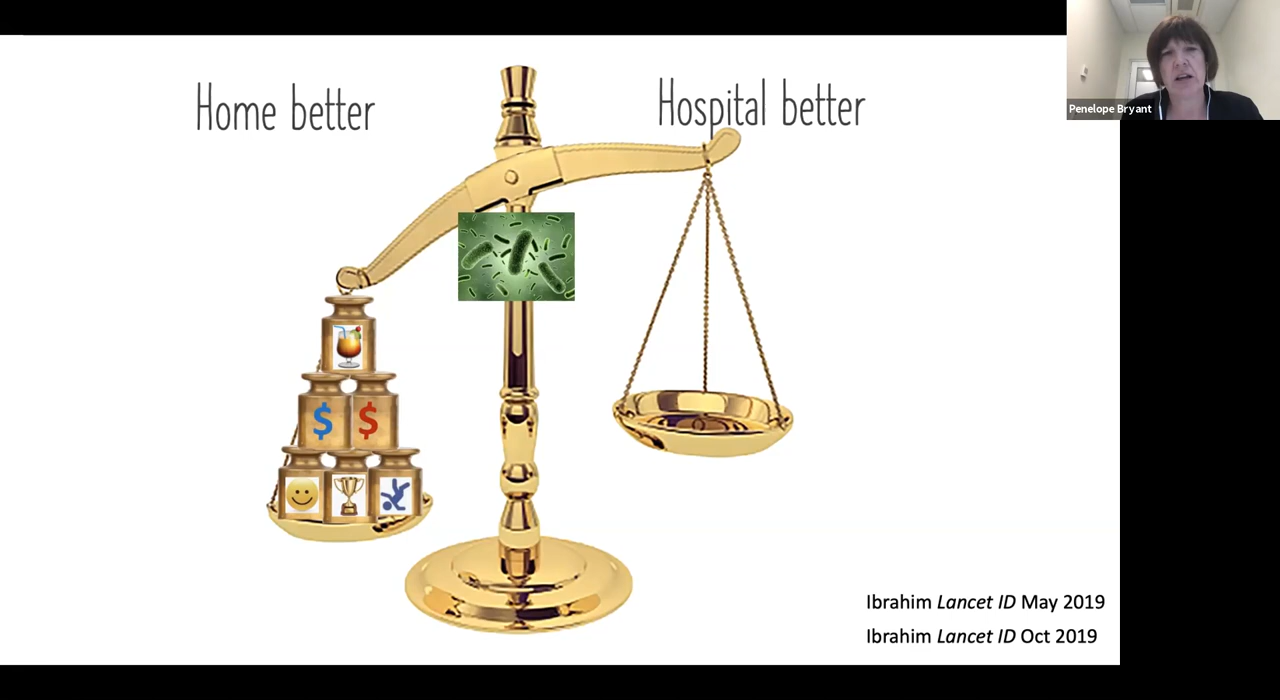 Home better
Hospital better
Penelope Bryant
$ $
Ibrahim Lancet ID May 2019
Ibrahim Lancet ID Oct 2019